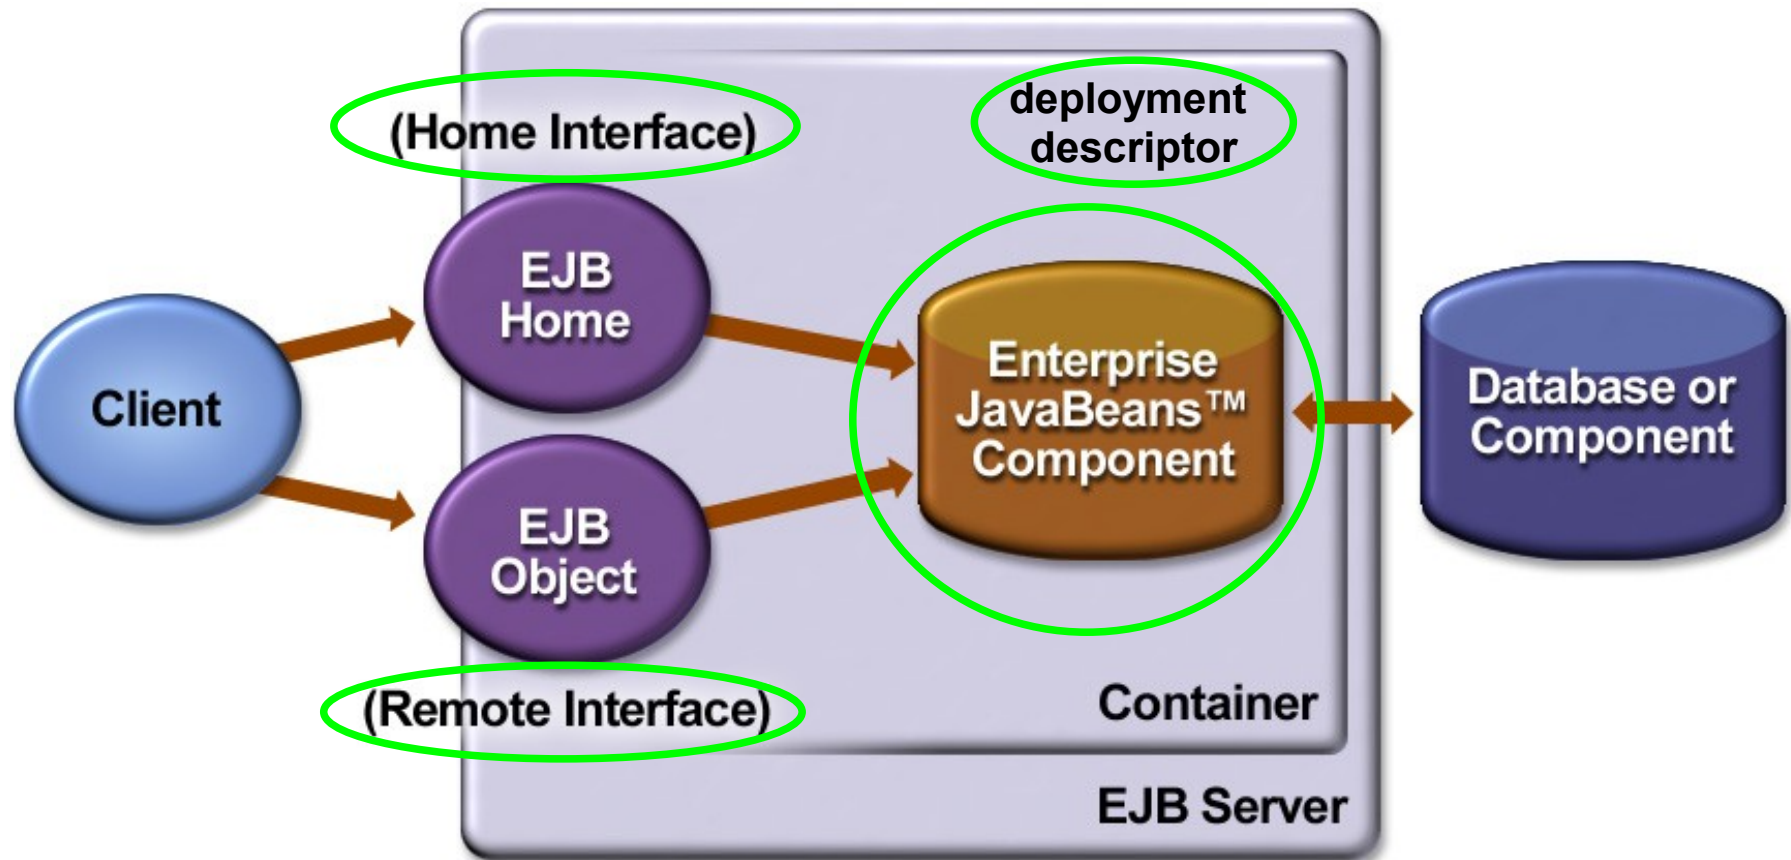 (Home Interface)
deployment
descriptor
EJB
Home
Client
Enterprise
JavaBeans™
Component
Database or
Component
EJB
Object
(Remote Interface)
Container
EJB Server